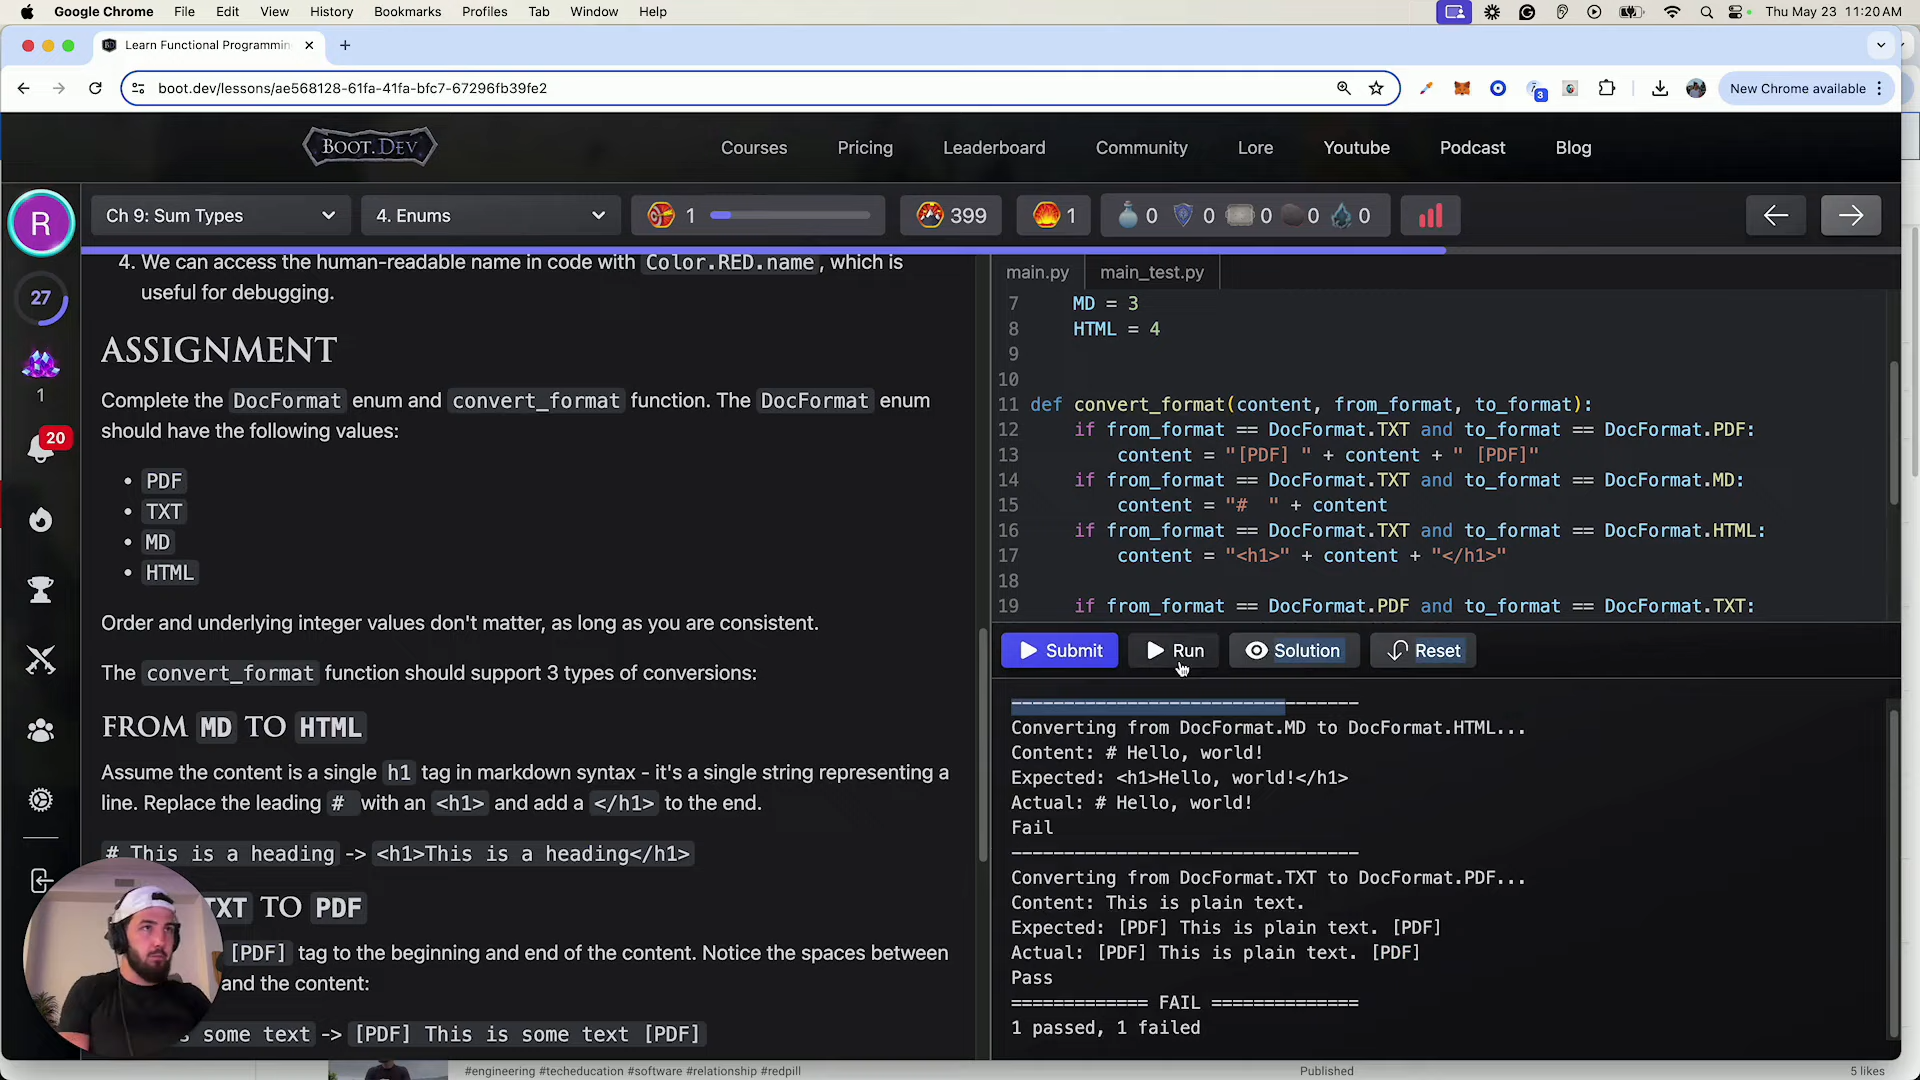 Google Chrome File Edit View History Bookmarks Profiles Tab Window Help Thu May 23 11:20 AM
Learn Functional Programmin
boot.dev/lessons/ae568128-61fa-41fa-bfc7-67296fb39fe2
3
New Chrome available
BOOT.DEV
Courses Pricing Leaderboard Community Lore Youtube Podcast Blog
R
Ch 9: Sum Types
4. Enums
1
399
1
0 0 0 0 0
27
1
20
4. We can access the human-readable name in code with Color.RED.name, which is
useful for debugging.
ASSIGNMENT
Complete the DocFormat enum and convert_format function. The DocFormat enum
should have the following values:
• PDF
• TXT
• MD
• HTML
Order and underlying integer values don't matter, as long as you are consistent.
The convert_format function should support 3 types of conversions:
FROM MD TO HTML
Assume the content is a single h1 tag in markdown syntax - it's a single string representing a
line. Replace the leading # with an <h1> and add a </h1> to the end.
# This is a heading -> <h1>This is a heading</h1>
TXT TO PDF
[PDF] tag to the beginning and end of the content. Notice the spaces between
and the content:
some text -> [PDF] This is some text [PDF]
main.py main_test.py
7 MD = 3
8 HTML = 4
9
10
11 def convert_format(content, from_format, to_format):
12 if from_format == DocFormat.TXT and to_format == DocFormat.PDF:
13 content = "[PDF] " + content + " [PDF]"
14 if from_format == DocFormat.TXT and to_format == DocFormat.MD:
15 content = "#  " + content
16 if from_format == DocFormat.TXT and to_format == DocFormat.HTML:
17 content = "<h1>" + content + "</h1>"
18
19 if from_format == DocFormat.PDF and to_format == DocFormat.TXT:
Submit Run Solution Reset
---------------------------------
Converting from DocFormat.MD to DocFormat.HTML...
Content: # Hello, world!
Expected: <h1>Hello, world!</h1>
Actual: # Hello, world!
Fail
---------------------------------
Converting from DocFormat.TXT to DocFormat.PDF...
Content: This is plain text.
Expected: [PDF] This is plain text. [PDF]
Actual: [PDF] This is plain text. [PDF]
Pass
============= FAIL ==============
1 passed, 1 failed
#engineering #techeducation #software #relationship #redpill
Published
5 likes